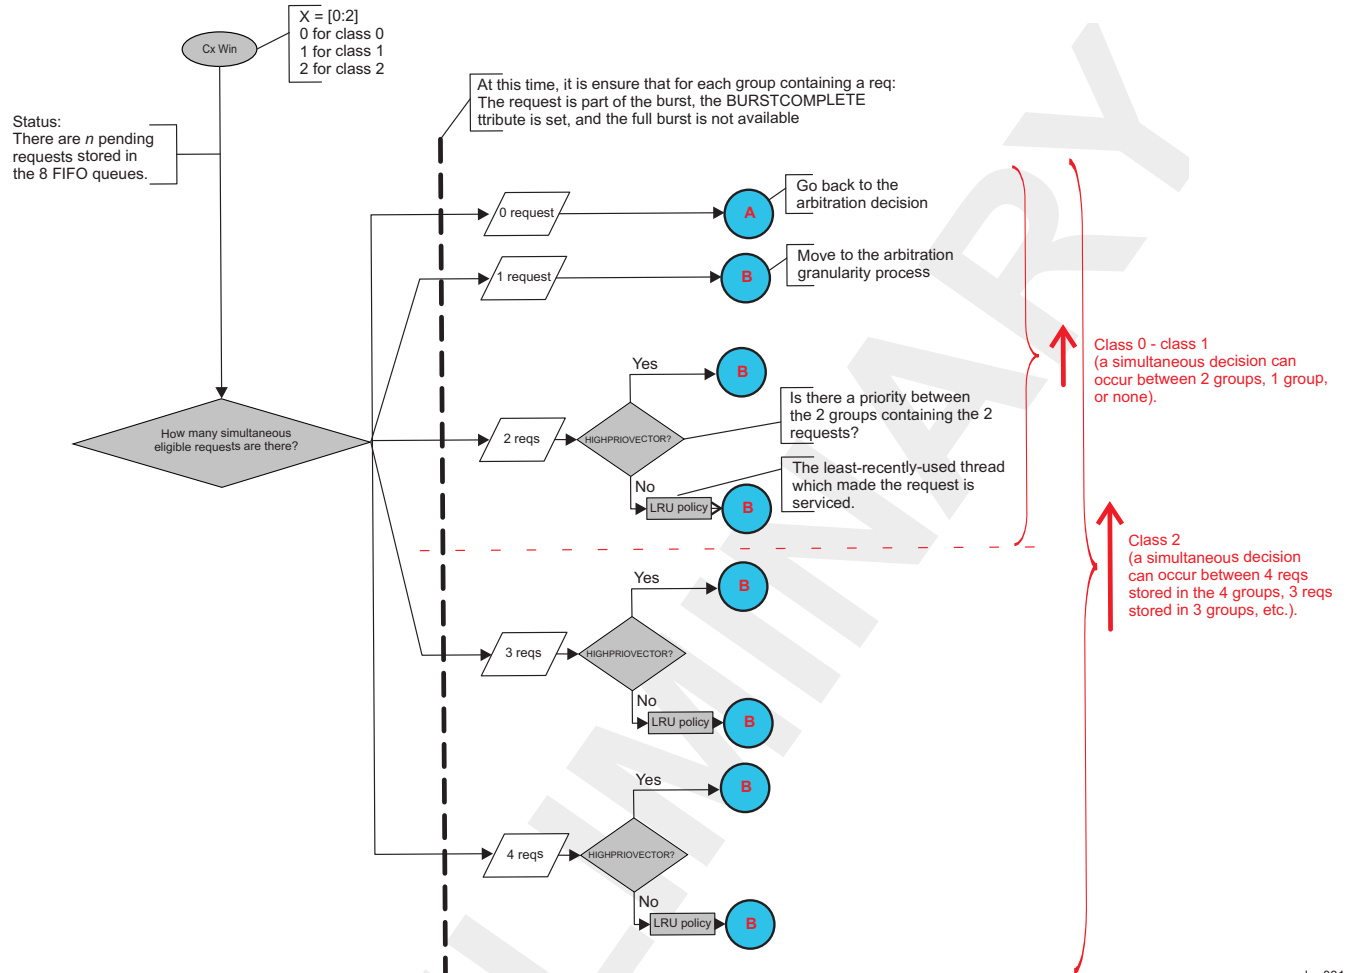 X = [0:2]
0 for class 0
1 for class 1
2 for class 2
Cx Win
At this time, it is ensure that for each group containing a req:
The request is part of the burst, the BURSTCOMPLETE
ttribute is set, and the full burst is not available
Status:
There are n pending
requests stored in
the 8 FIFO queues.
0 request
A
Go back to the
arbitration decision
1 request
B
Move to the arbitration
granularity process
Yes
B
Class 0 - class 1
(a simultaneous decision can
occur between 2 groups, 1 group,
or none).
How many simultaneous
eligible requests are there?
2 reqs
HIGHPRIOVECTOR?
Is there a priority between
the 2 groups containing the 2
requests?
No
LRU policy
B
The least-recently-used thread
which made the request is
serviced.
Class 2
(a simultaneous decision
can occur between 4 reqs
stored in the 4 groups, 3 reqs
stored in 3 groups, etc.).
Yes
B
3 reqs
HIGHPRIOVECTOR?
No
LRU policy
B
Yes
B
4 reqs
HIGHPRIOVECTOR?
No
LRU policy
B
LIMINARY